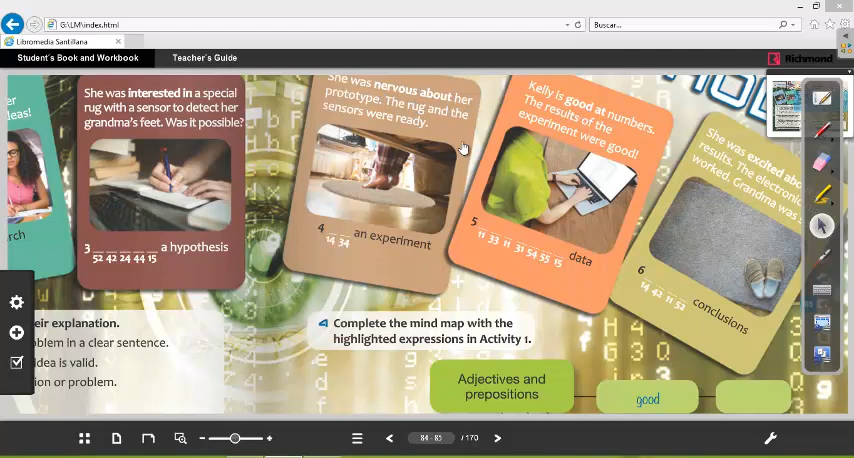 G:\LM\index.html
Buscar...
Libromedia Santillana
Student's Book and Workbook
Teacher's Guide
Richmond
deas!
rch
She was interested in a special
rug with a sensor to detect her
grandma's feet. Was it possible?
3 _ _ _ _ _ a hypothesis
52 42 24 44 15
She was nervous about her
prototype. The rug and the
sensors were ready.
4 _ _ an experiment
14 34
Kelly is good at numbers.
The results of the
experiment were good!
5 _ _ _ _ _ _ _ data
11 33 11 31 54 55 15
She was excited abo
results. The electroni
worked. Grandma was s
6 _ _ _ _ conclusions
14 42 11 52
eir explanation.
oblem in a clear sentence.
idea is valid.
ion or problem.
4 Complete the mind map with the
highlighted expressions in Activity 1.
Adjectives and
prepositions
good
84 - 85 / 170